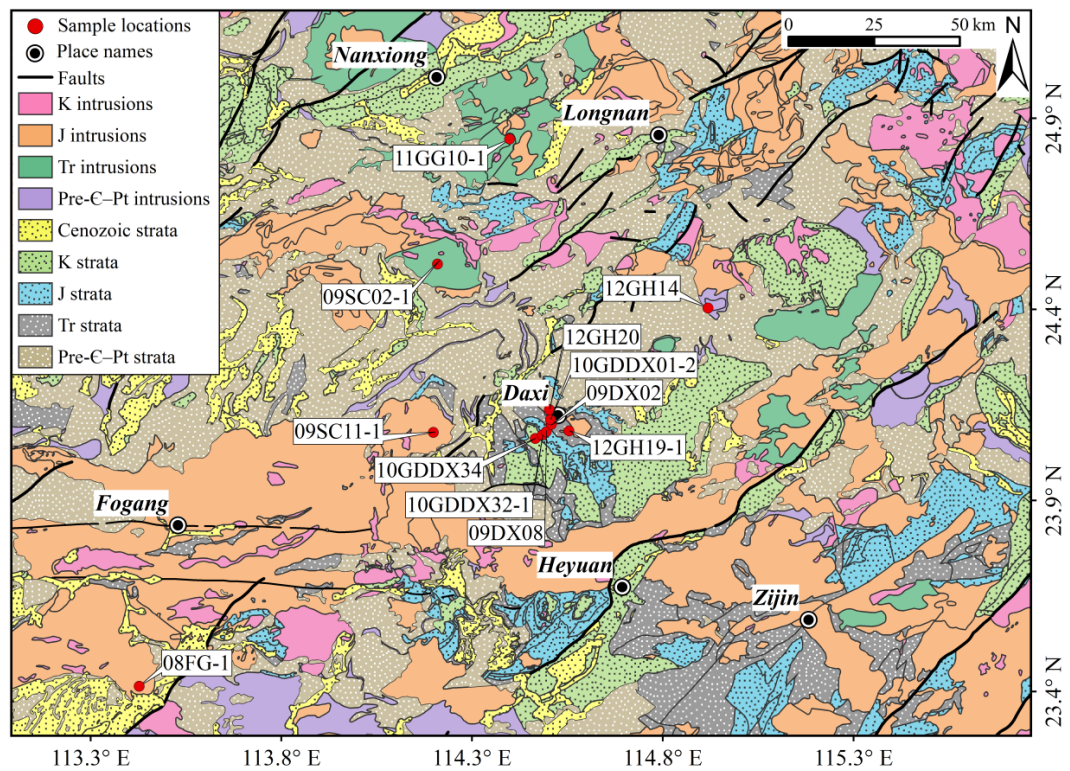 Sample locations
Place names
Faults
K intrusions
J intrusions
Tr intrusions
Pre-Є–Pt intrusions
Cenozoic strata
K strata
J strata
Tr strata
Pre-Є–Pt strata
0 25 50 km
N
Nanxiong
Longnan
11GG10-1
09SC02-1
12GH14
12GH20
10GDDX01-2
Daxi
09DX02
09SC11-1
12GH19-1
10GDDX34
10GDDX32-1
09DX08
Fogang
Heyuan
Zijin
08FG-1
24.9° N
24.4° N
23.9° N
23.4° N
113.3° E 113.8° E 114.3° E 114.8° E 115.3° E